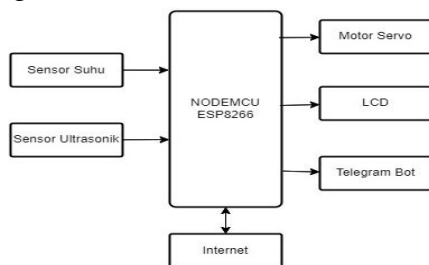 Motor Servo
Sensor Suhu
NODEMCU
ESP8266
LCD
Sensor Ultrasonik
Telegram Bot
Internet